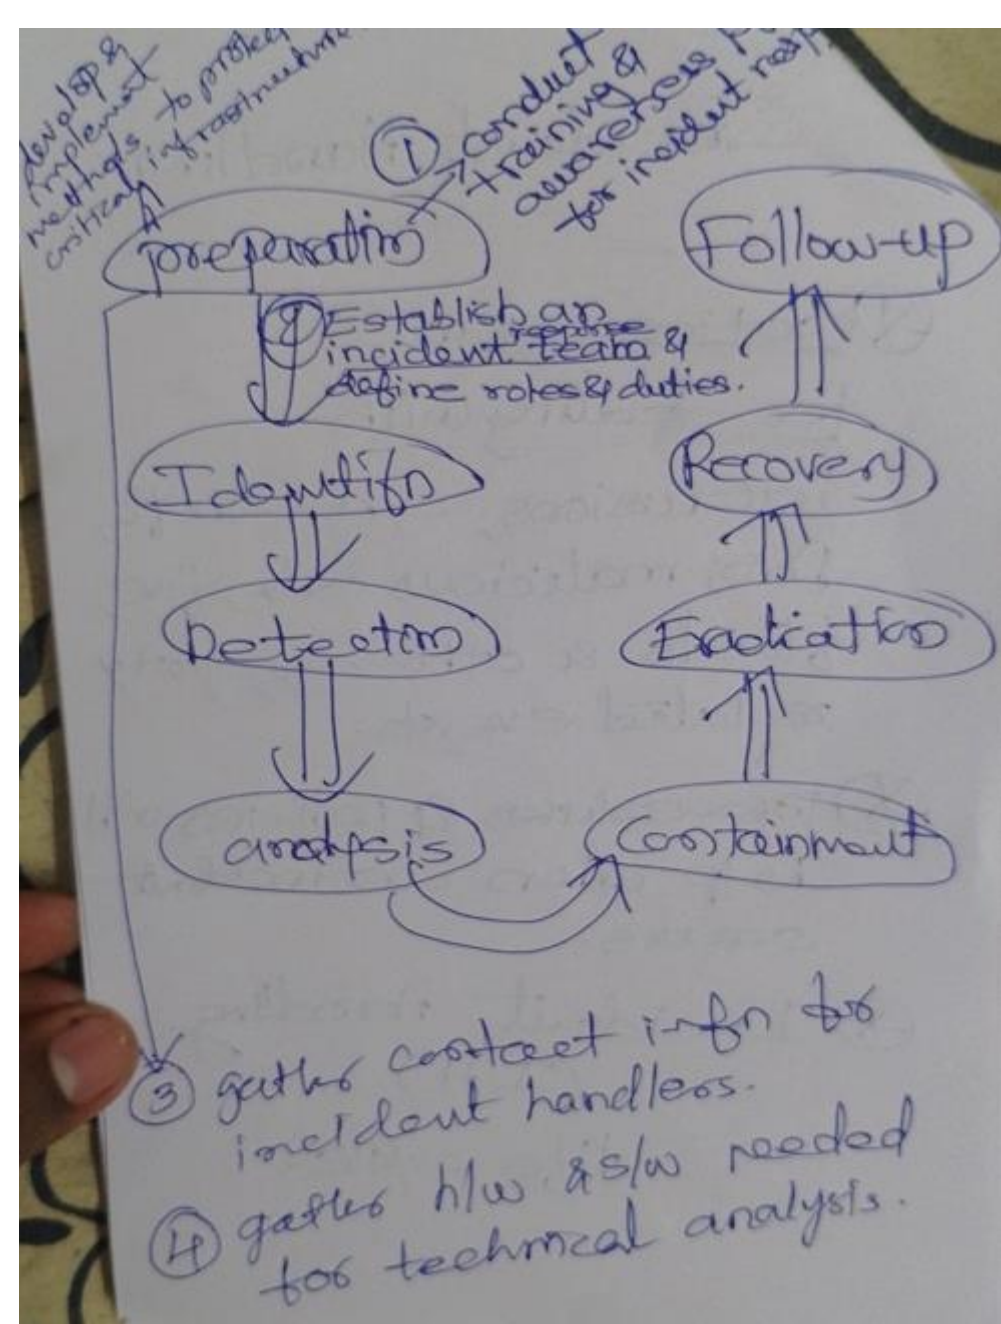 develop &
implement
methods to protect
critical infrastructure
① conduct
training &
awareness
for incident
preparation
② Establish an
incident response team &
define roles & duties.
Identifn
Detection
analysis
Containment
Eradication
Recovery
Follow-up
③ gather contact infn for
incident handlers.
④ gather h/w & s/w needed
for technical analysis.